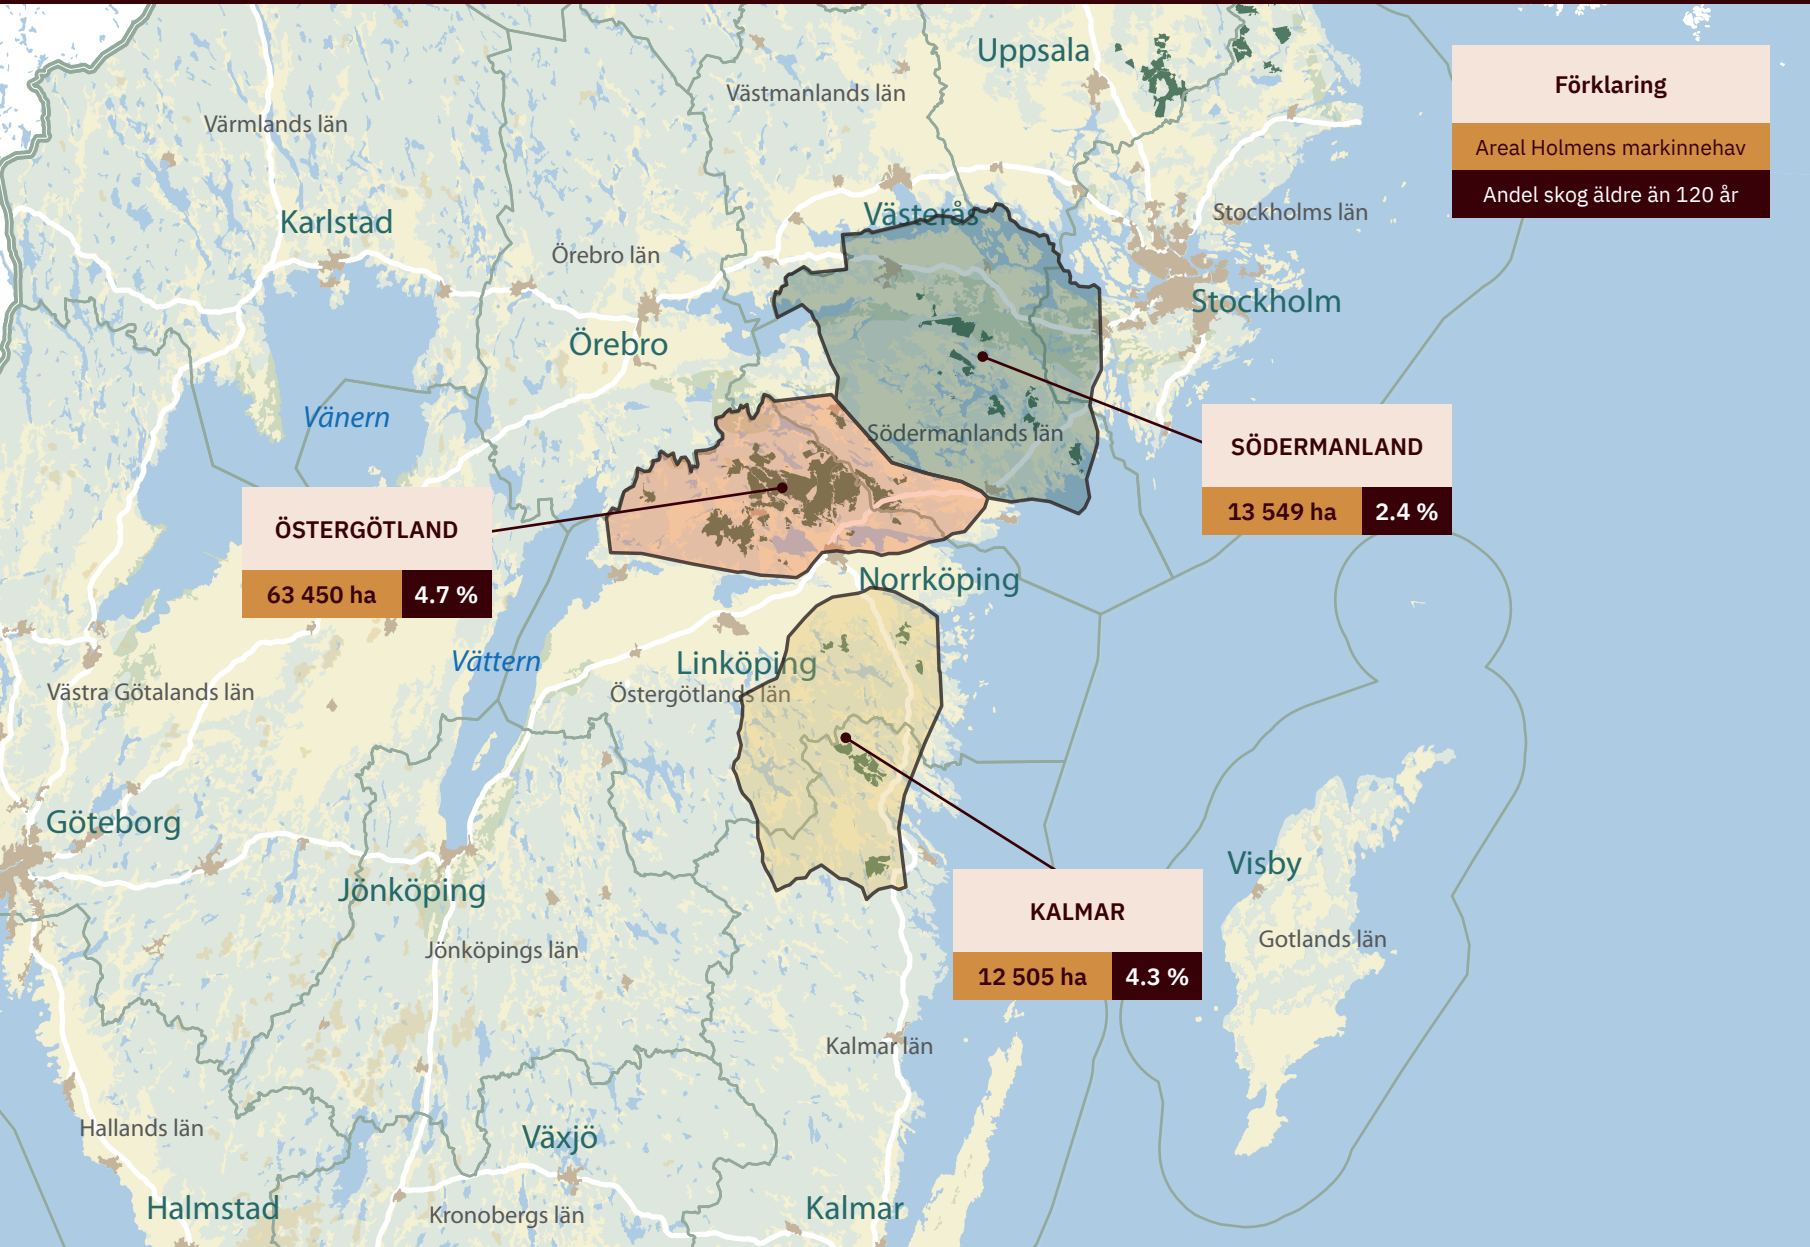 Uppsala
Västmanlands län
Värmlands län
Förklaring
Areal Holmens markinnehav
Andel skog äldre än 120 år
Karlstad
Västerås
Stockholms län
Örebro län
Stockholm
Örebro
Vänern
Södermanlands län
SÖDERMANLAND
13 549 ha 2.4 %
ÖSTERGÖTLAND
63 450 ha 4.7 %
Norrköping
Vättern
Linköping
Västra Götalands län
Östergötlands län
Göteborg
Visby
Jönköping
KALMAR
12 505 ha 4.3 %
Gotlands län
Jönköpings län
Kalmar län
Hallands län
Växjö
Halmstad
Kronobergs län
Kalmar